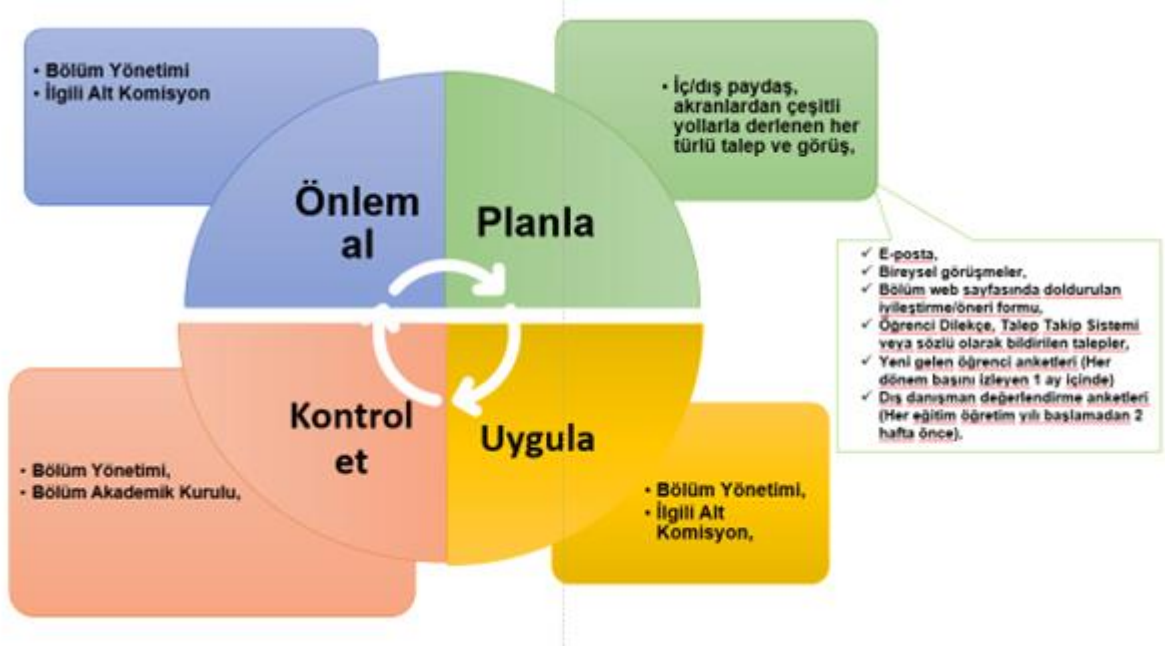 • Bölüm Yönetimi
• İlgili Alt Komisyon
• İç/dış paydaş,
akranlardan çeşitli
yollarla derlenen her
türlü talep ve görüş,
Önlem
al
Planla
✓ E-posta,
✓ Bireysel görüşmeler,
✓ Bölüm web sayfasında doldurulan
iyileştirme/öneri formu,
✓ Öğrenci Dilekçe, Talep Takip Sistemi
veya sözlü olarak bildirilen talepler,
✓ Yeni gelen öğrenci anketleri (Her
dönem başını izleyen 1 ay içinde)
✓ Dış danışman değerlendirme anketleri
(Her eğitim öğretim yılı başlamadan 2
hafta önce),
Kontrol
et
Uygula
• Bölüm Yönetimi,
• Bölüm Akademik Kurulu,
• Bölüm Yönetimi,
• İlgili Alt
Komisyon,